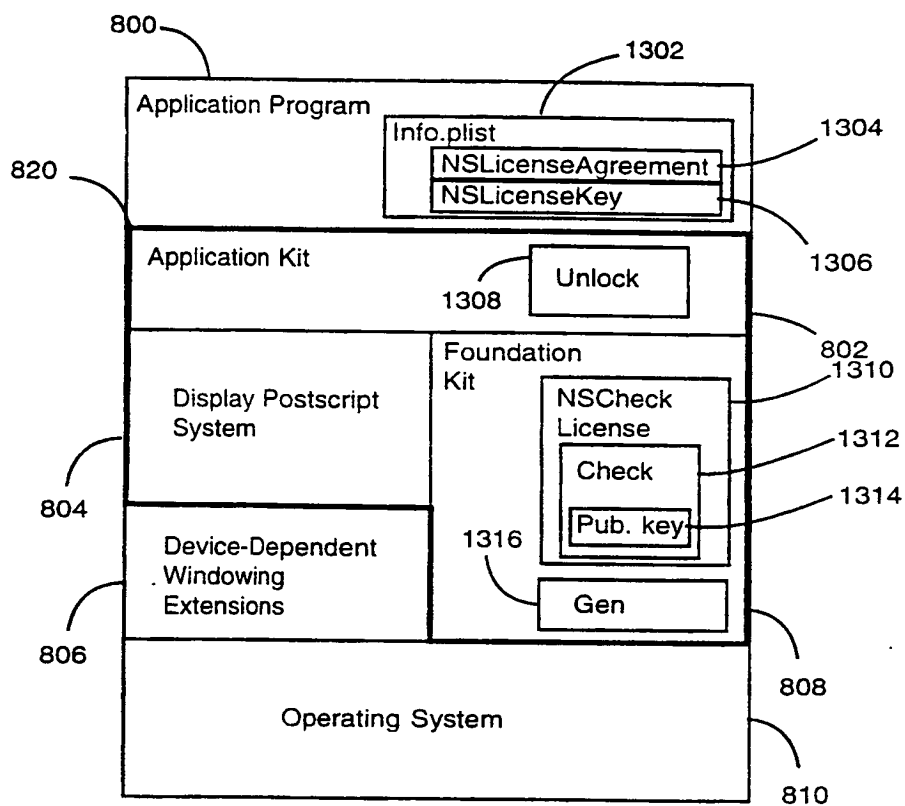 800
1302
Application Program
Info.plist
1304
NSLicenseAgreement
820
NSLicenseKey
1306
Application Kit
1308
Unlock
802
Foundation
Kit
1310
NSCheck
License
Display Postscript
System
1312
Check
804
1314
Pub. key
1316
Device-Dependent
Windowing
Extensions
Gen
806
808
Operating System
810